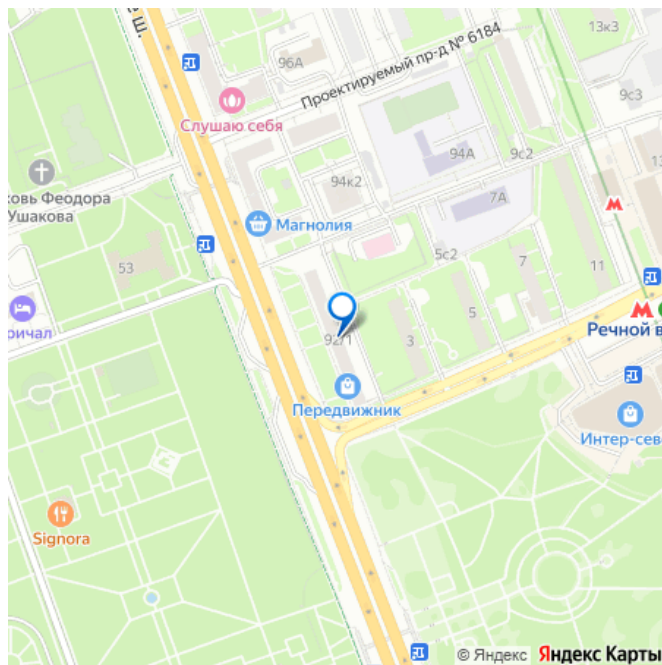 е Ш.
96А
Проектируемый пр-д № 6184
13к3
9с3
Слушаю себя
94А
9с2
13
94к2
7А
ковь Феодора
Ушакова
Магнолия
53
5с2
7
11
ричал
92/1
3
5
Речной в
Передвижник
Интер-сев
Signora
© Яндекс Яндекс Карты